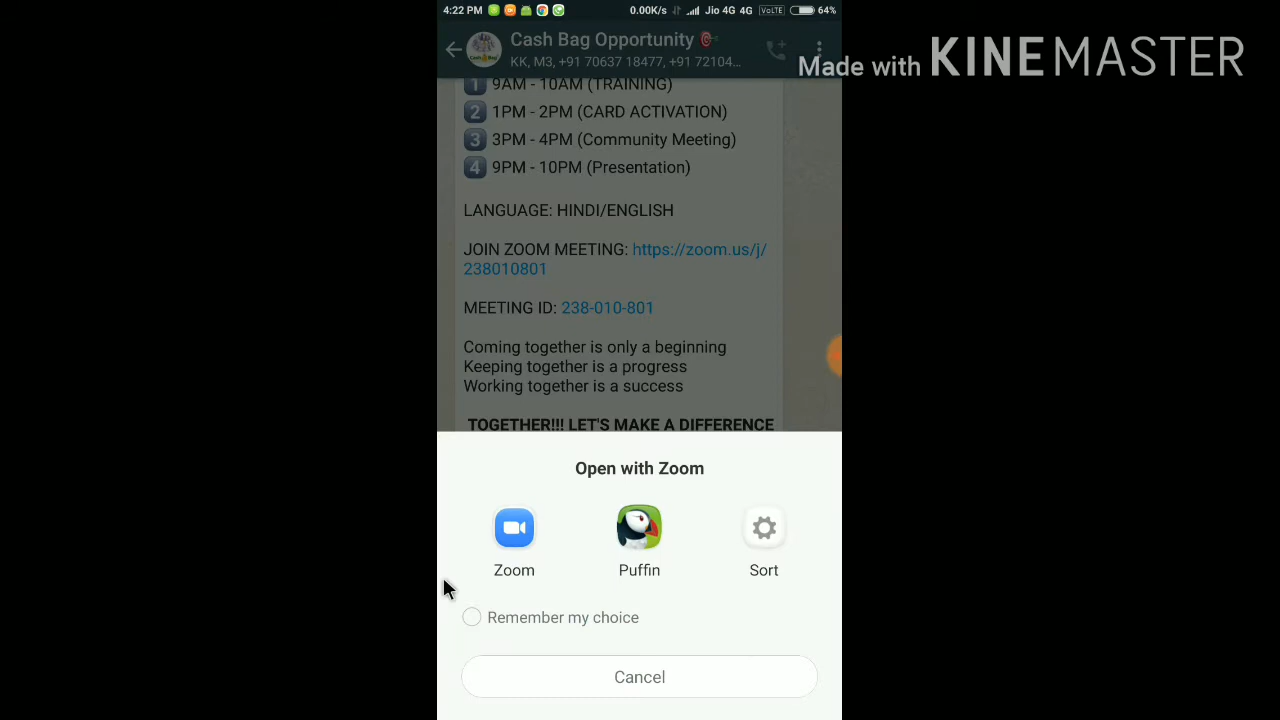 4:22 PM 0.00K/s Jio 4G 4G VoLTE 64%
Cash Bag Opportunity
KK, M3, +91 70637 18477, +91 72104...
Made with KINEMASTER
1 9AM - 10AM (TRAINING)
2 1PM - 2PM (CARD ACTIVATION)
3 3PM - 4PM (Community Meeting)
4 9PM - 10PM (Presentation)
LANGUAGE: HINDI/ENGLISH
JOIN ZOOM MEETING: https://zoom.us/j/
238010801
MEETING ID: 238-010-801
Coming together is only a beginning
Keeping together is a progress
Working together is a success
TOGETHER!!! LET'S MAKE A DIFFERENCE
Open with Zoom
Zoom Puffin Sort
Remember my choice
Cancel